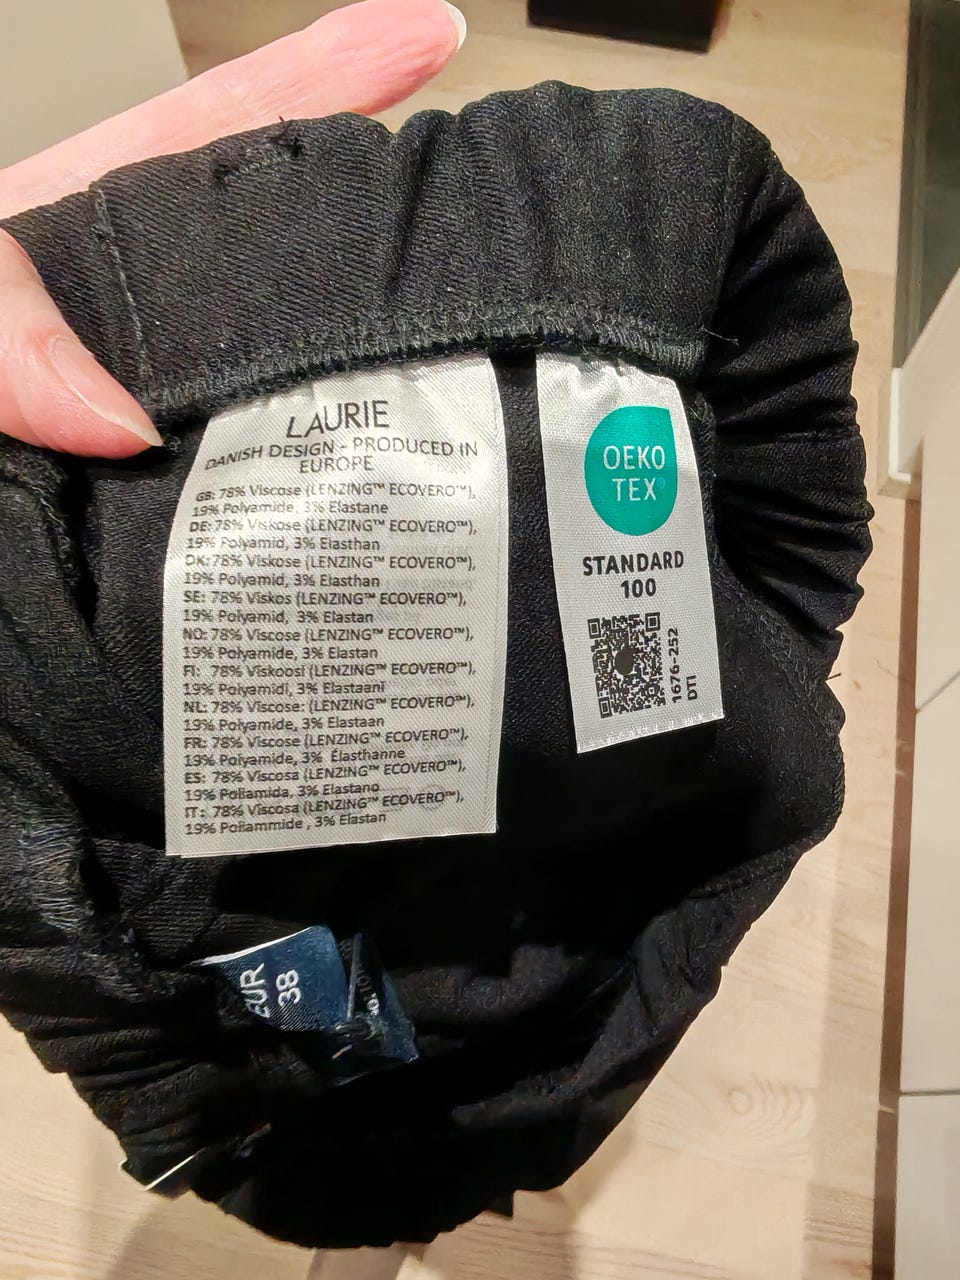 LAURIE
DANISH DESIGN - PRODUCED IN
EUROPE
GB: 78% Viscose (LENZING™ ECOVERO™),
19% Polyamide, 3% Elastane
DE: 78% Viskose (LENZING™ ECOVERO™),
19% Polyamid, 3% Elasthan
DK: 78% Viskose (LENZING™ ECOVERO™),
19% Polyamid, 3% Elasthan
SE: 78% Viskos (LENZING™ ECOVERO™),
19% Polyamid, 3% Elastan
NO: 78% Viscose (LENZING™ ECOVERO™),
19% Polyamide, 3% Elastan
FI: 78% Viskoosi (LENZING™ ECOVERO™),
19% Polyamidi, 3% Elastaani
NL: 78% Viscose: (LENZING™ ECOVERO™),
19% Polyamide, 3% Elastaan
FR: 78% Viscose (LENZING™ ECOVERO™),
19% Polyamide, 3% Élasthanne
ES: 78% Viscosa (LENZING™ ECOVERO™),
19% Poliamida, 3% Elastano
IT: 78% Viscosa (LENZING™ ECOVERO™),
19% Poliammide , 3% Elastan
OEKO
TEX®
STANDARD
100
1676-252
DTI
EUR
38